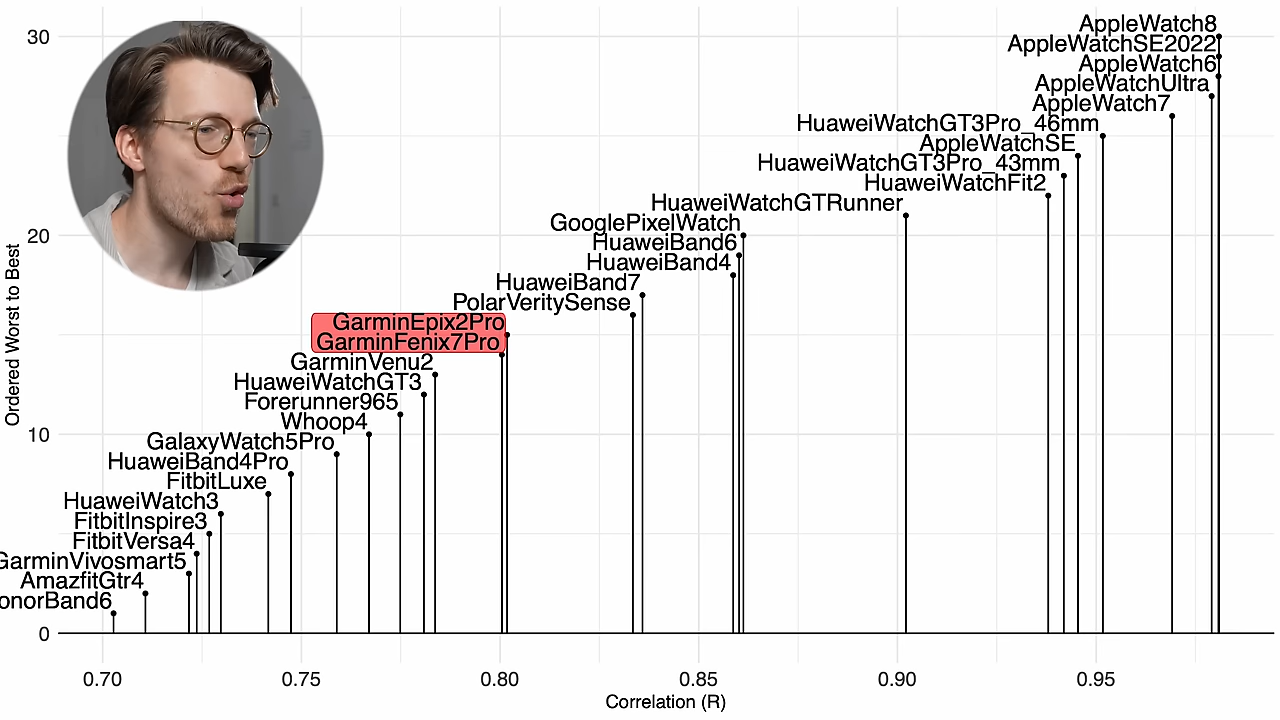 30
20
10
0
Ordered Worst to Best
AppleWatch8
AppleWatchSE2022
AppleWatch6
AppleWatchUltra
AppleWatch7
HuaweiWatchGT3Pro_46mm
AppleWatchSE
HuaweiWatchGT3Pro_43mm
HuaweiWatchFit2
HuaweiWatchGTRunner
GooglePixelWatch
HuaweiBand6
HuaweiBand4
HuaweiBand7
PolarVeritySense
GarminEpix2Pro
GarminFenix7Pro
GarminVenu2
HuaweiWatchGT3
Forerunner965
Whoop4
GalaxyWatch5Pro
HuaweiBand4Pro
FitbitLuxe
HuaweiWatch3
FitbitInspire3
FitbitVersa4
GarminVivosmart5
AmazfitGtr4
onorBand6
0.70 0.75 0.80 0.85 0.90 0.95
Correlation (R)